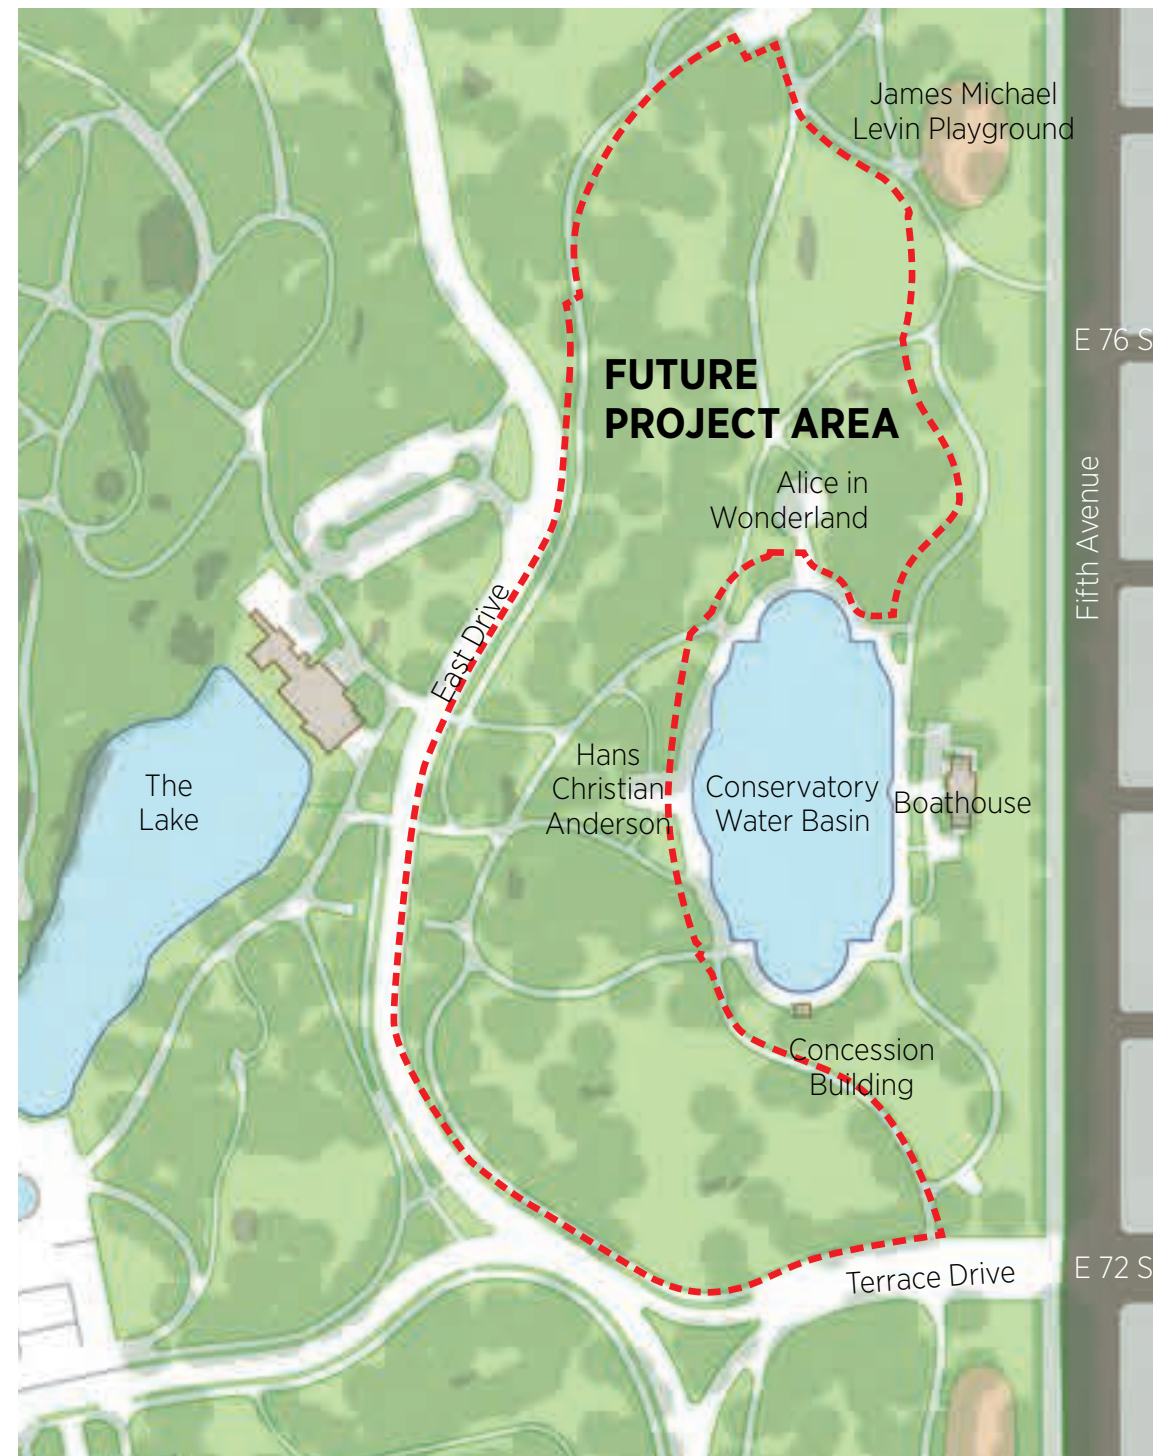 James Michael
Levin Playground
E 76 S
FUTURE
PROJECT AREA
Alice in
Wonderland
Fifth Avenue
East Drive
Hans
Christian
Anderson
The
Lake
Conservatory
Water Basin
Boathouse
Concession
Building
Terrace Drive
E 72 S